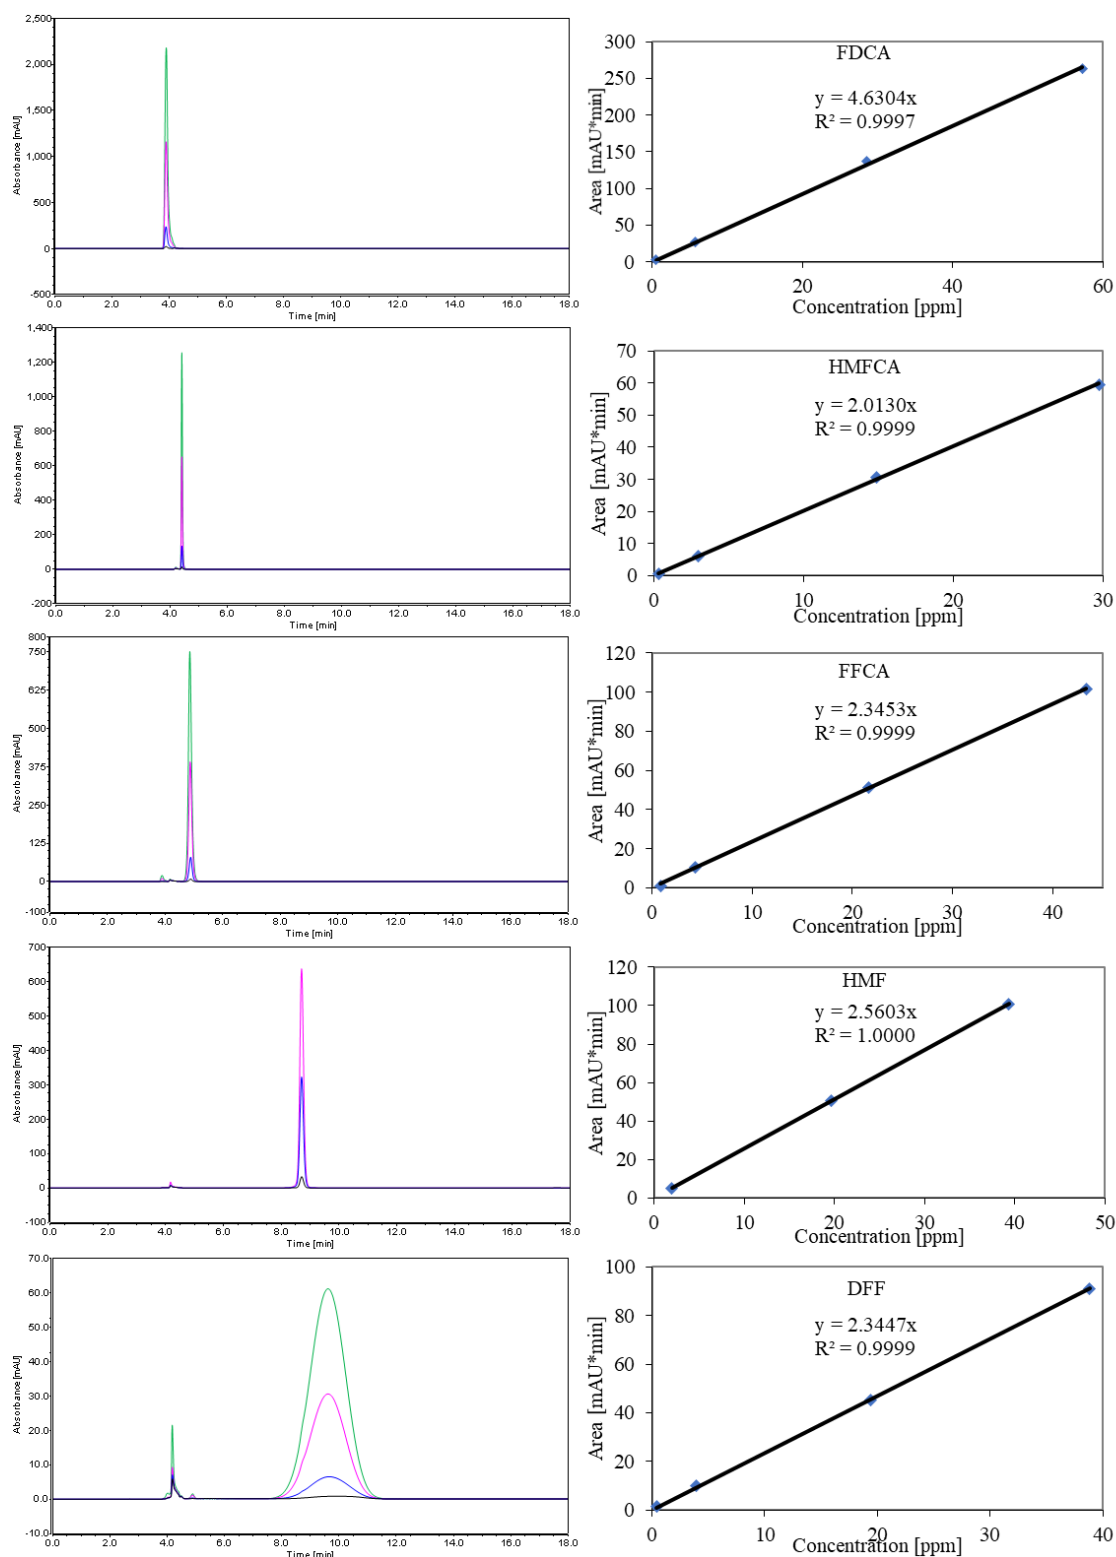 2,500
2,000
1,500
1,000
500
0
-500
Absorbance [mAU]
0.0 2.0 4.0 6.0 8.0 10.0 12.0 14.0 16.0 18.0
Time [min]
300
250
200
150
100
50
0
Area [mAU*min]
FDCA
y = 4.6304x
R² = 0.9997
0 20 40 60
Concentration [ppm]
1,400
1,200
1,000
800
600
400
200
0
-200
Absorbance [mAU]
0.0 2.0 4.0 6.0 8.0 10.0 12.0 14.0 16.0 18.0
Time [min]
70
60
50
40
30
20
10
0
Area [mAU*min]
HMFCA
y = 2.0130x
R² = 0.9999
0 10 20 30
Concentration [ppm]
800
750
625
500
375
250
125
0
-100
Absorbance [mAU]
0.0 2.0 4.0 6.0 8.0 10.0 12.0 14.0 16.0 18.0
Time [min]
120
100
80
60
40
20
0
Area [mAU*min]
FFCA
y = 2.3453x
R² = 0.9999
0 20 40
Concentration [ppm]
700
600
500
400
300
200
100
0
-100
Absorbance [mAU]
0.0 2.0 4.0 6.0 8.0 10.0 12.0 14.0 16.0 18.0
Time [min]
120
100
80
60
40
20
0
Area [mAU*min]
HMF
y = 2.5603x
R² = 1.0000
0 10 20 30 40 50
Concentration [ppm]
70.0
60.0
50.0
40.0
30.0
20.0
10.0
0.0
-10.0
Absorbance [mAU]
0.0 2.0 4.0 6.0 8.0 10.0 12.0 14.0 16.0 18.0
Time [min]
100
80
60
40
20
0
Area [mAU*min]
DFF
y = 2.3447x
R² = 0.9999
0 10 20 30 40
Concentration [ppm]